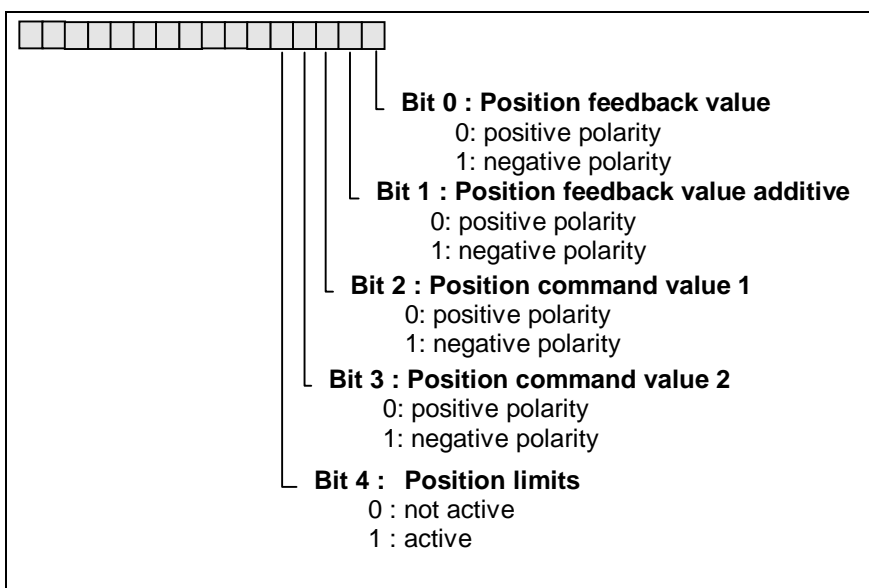 Bit 0 : Position feedback value
0: positive polarity
1: negative polarity
Bit 1 : Position feedback value additive
0: positive polarity
1: negative polarity
Bit 2 : Position command value 1
0: positive polarity
1: negative polarity
Bit 3 : Position command value 2
0: positive polarity
1: negative polarity
Bit 4 : Position limits
0 : not active
1 : active